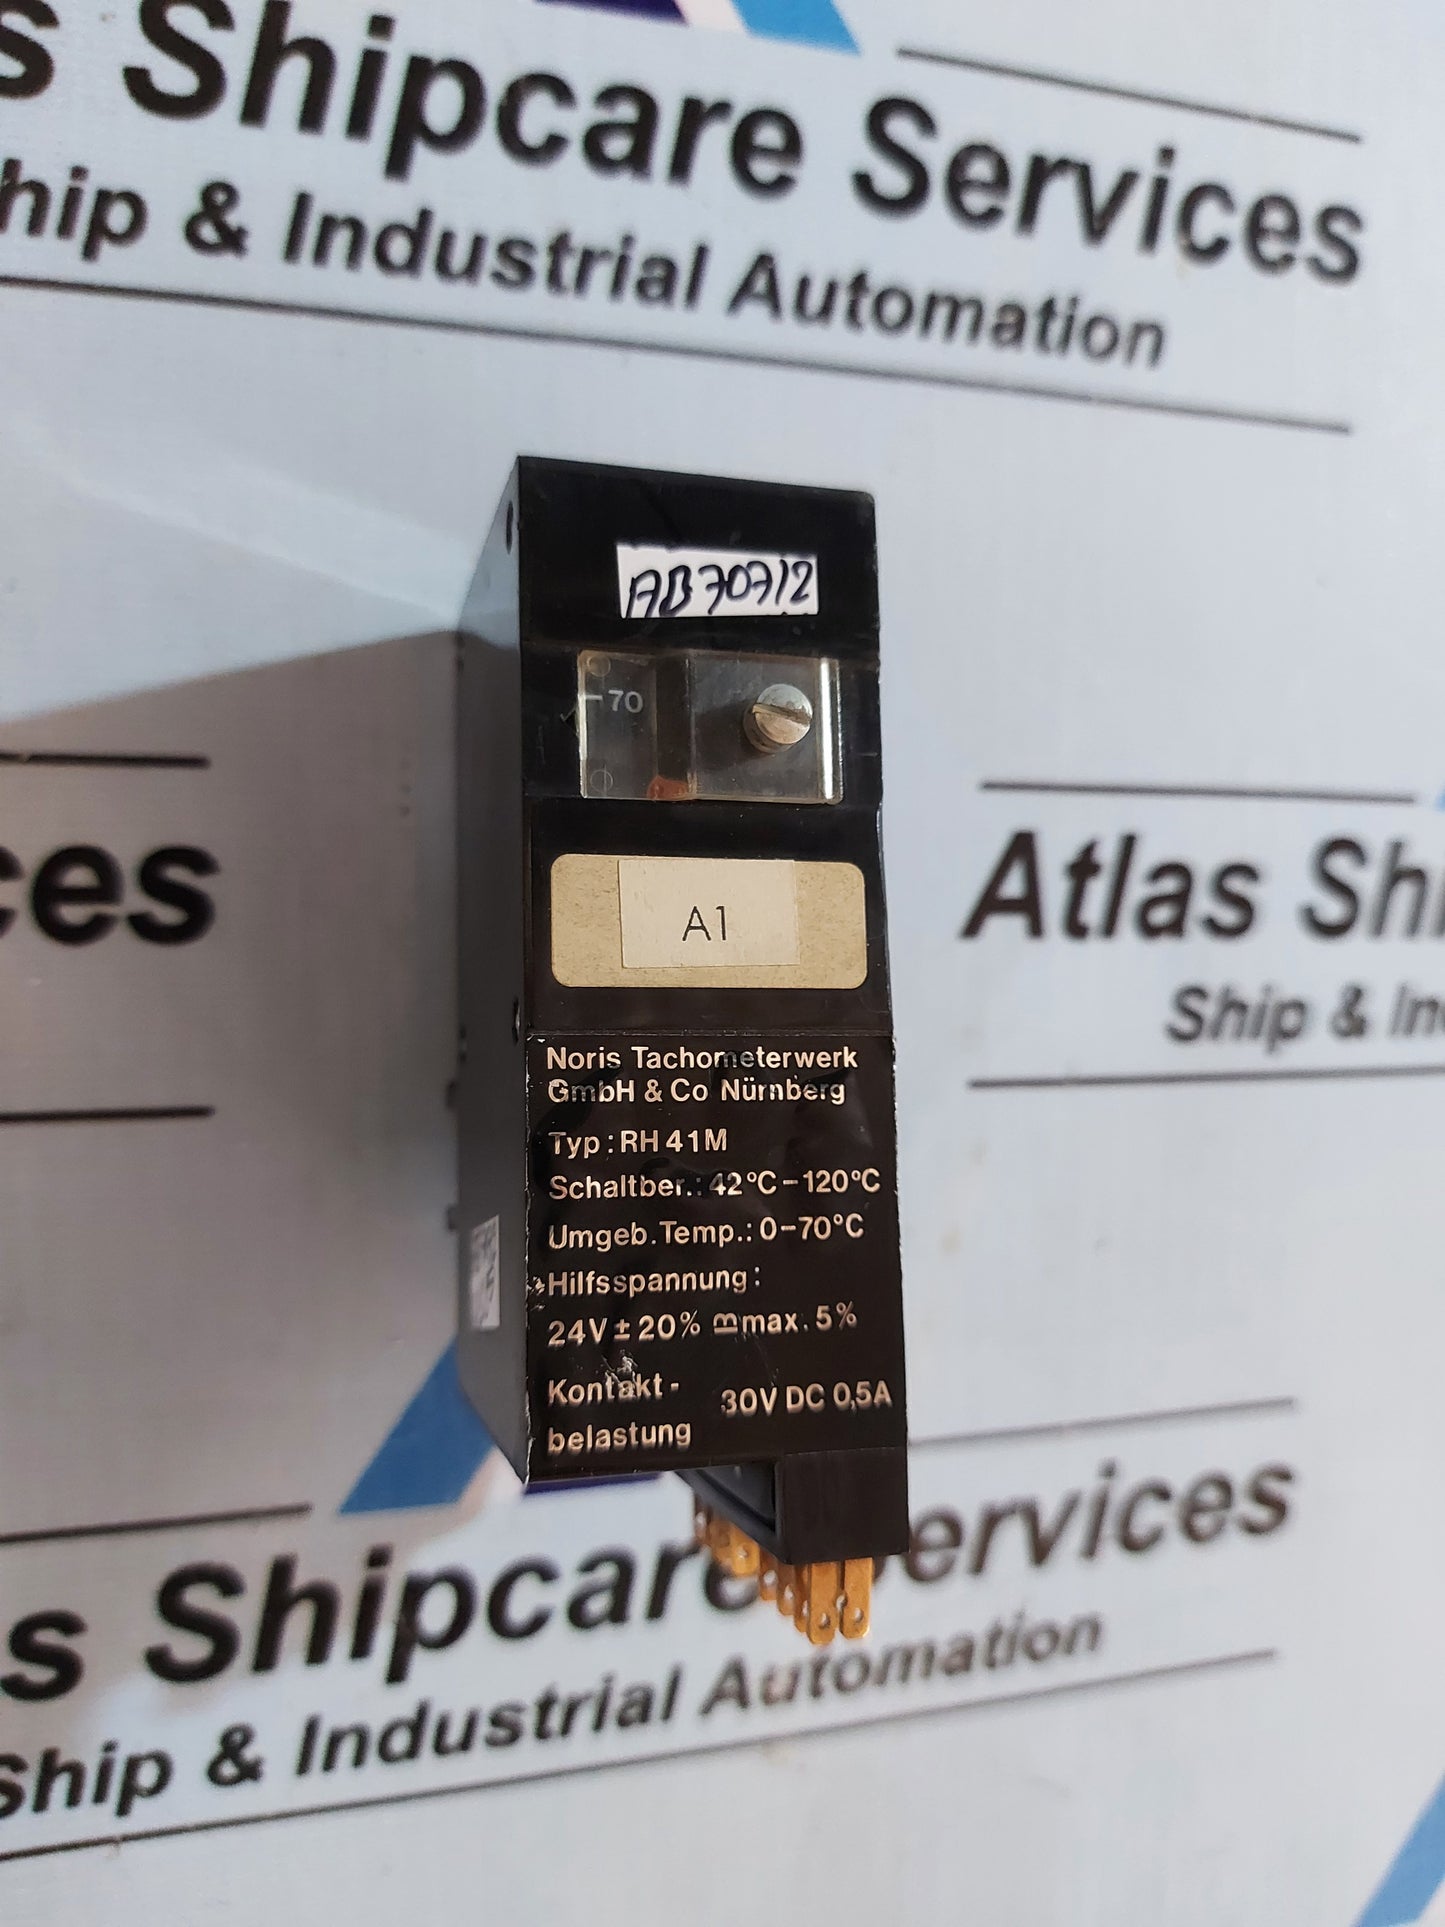 s Shipcare Services
hip & Industrial Automation
AB70712
70
A1
ces
Atlas Shi
Ship & In
Noris Tachometerwerk
GmbH & Co Nürnberg
Typ: RH 41M
Schaltber.: 42°C-120°C
Umgeb. Temp.: 0-70°C
Hilfsspannung:
24V ± 20% max. 5%
Kontakt- 30V DC 0,5A
belastung
s Shipcare Services
Ship & Industrial Automation